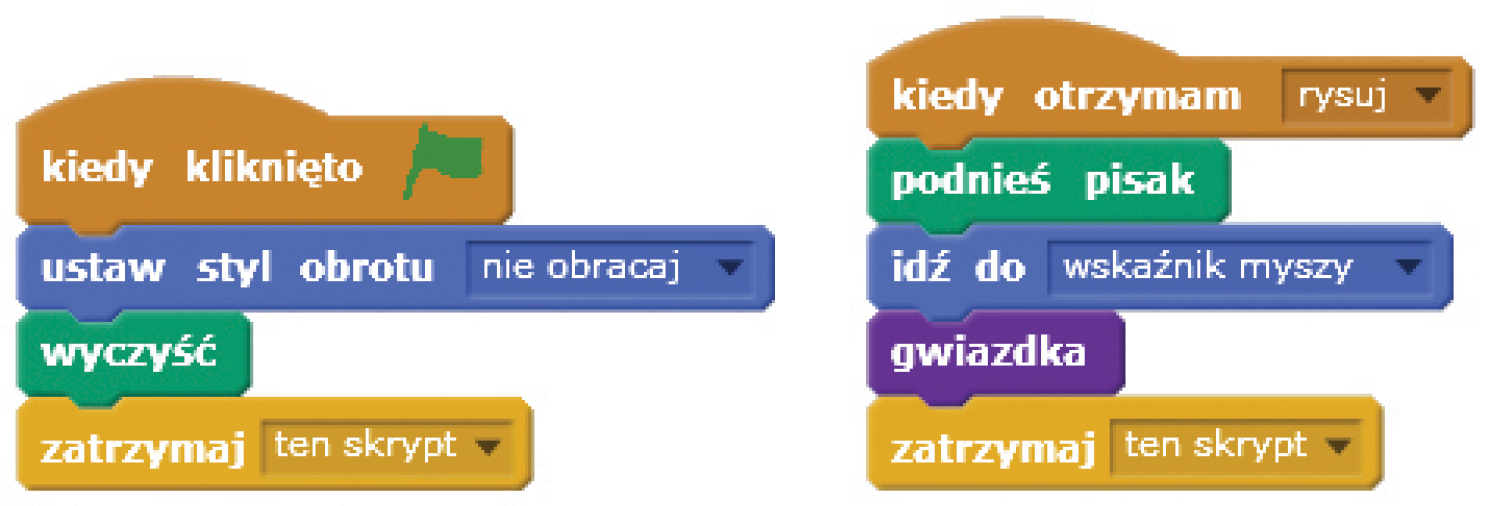 kiedy kliknięto
ustaw styl obrotu nie obracaj
wyczyść
zatrzymaj ten skrypt
kiedy otrzymam rysuj
podnieś pisak
idź do wskaźnik myszy
gwiazdka
zatrzymaj ten skrypt